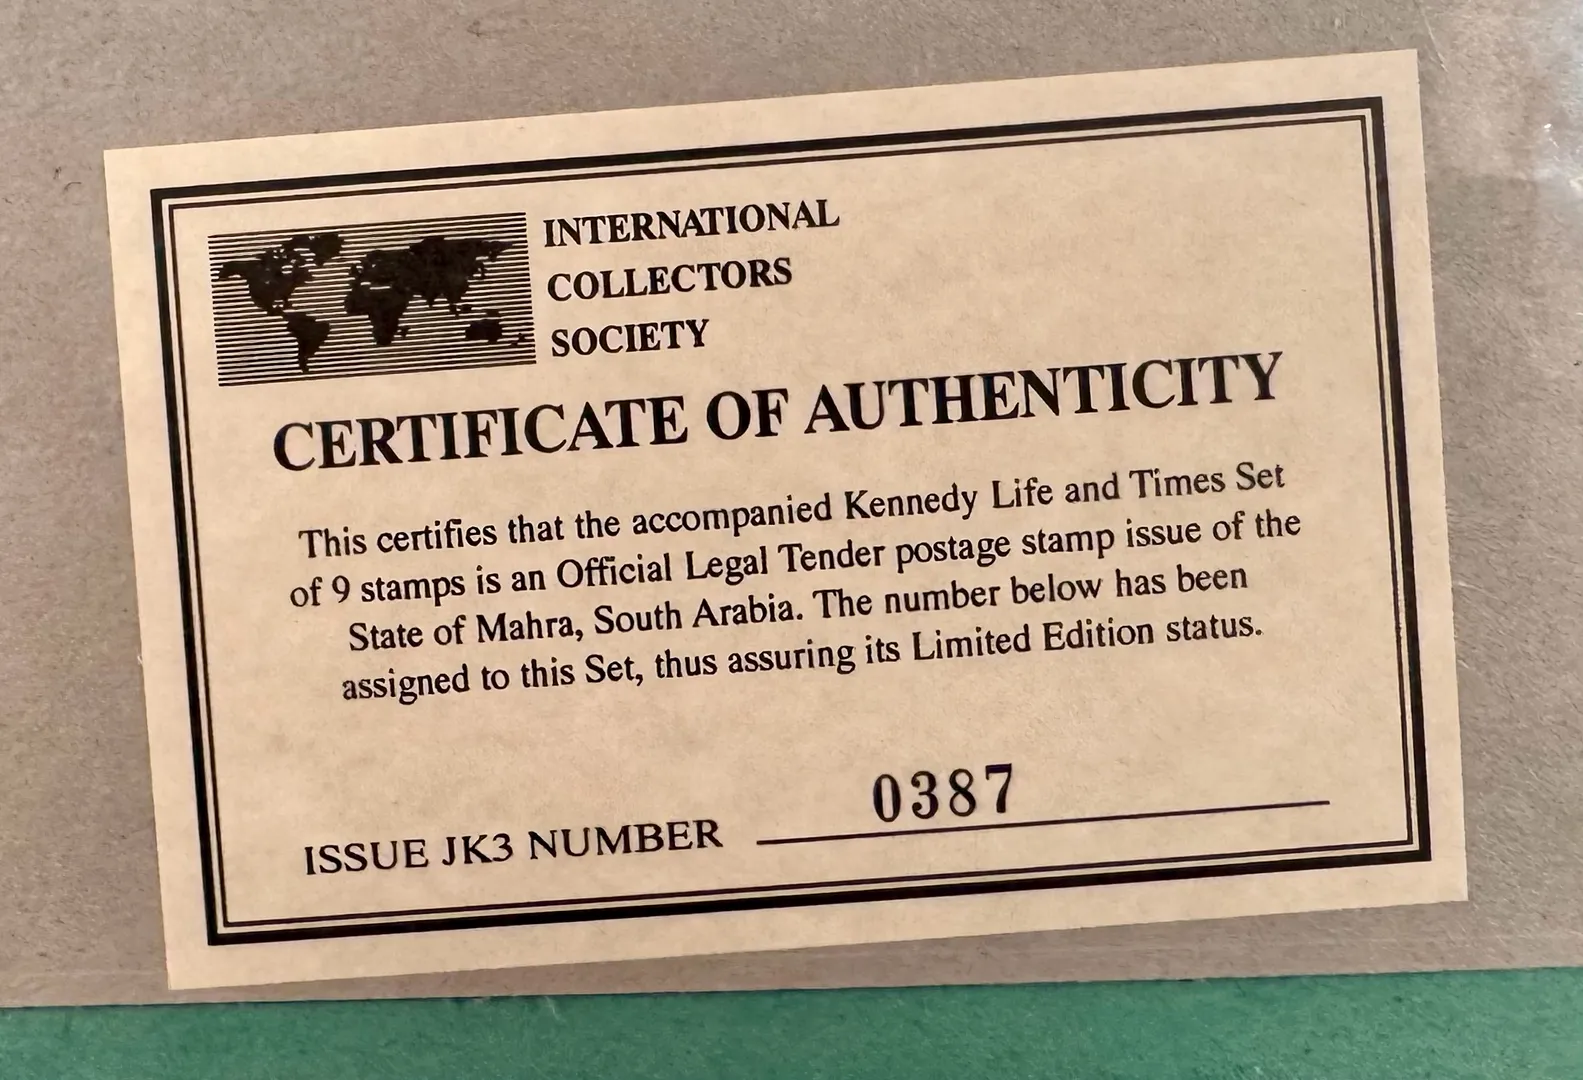 INTERNATIONAL
COLLECTORS
SOCIETY
CERTIFICATE OF AUTHENTICITY
This certifies that the accompanied Kennedy Life and Times Set
of 9 stamps is an Official Legal Tender postage stamp issue of the
State of Mahra, South Arabia. The number below has been
assigned to this Set, thus assuring its Limited Edition status.
ISSUE JK3 NUMBER 0387